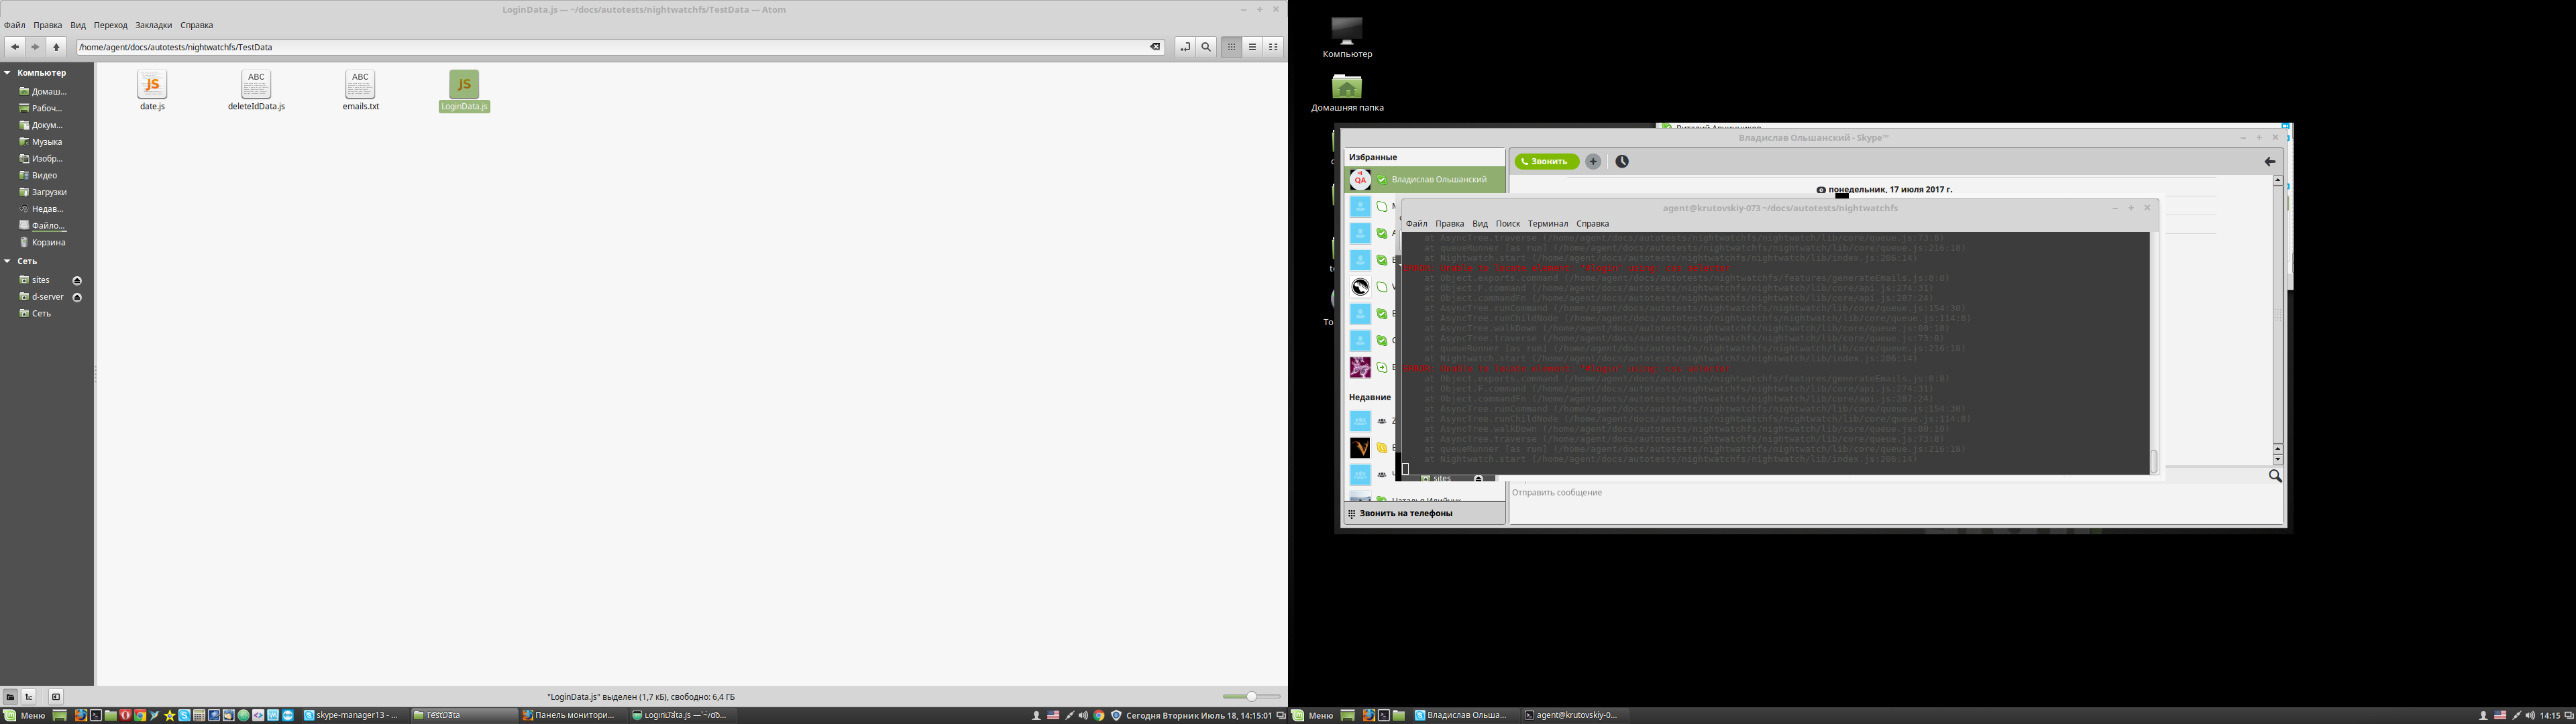 LoginData.js — ~/docs/autotests/nightwatchfs/TestData — Atom
Файл Правка Вид Переход Закладки Справка
/home/agent/docs/autotests/nightwatchfs/TestData
Компьютер
Домаш...
Рабоч...
Докум...
Музыка
Изобр...
Видео
Загрузки
Недав...
Файло...
Корзина
Сеть
sites
d-server
Сеть
JS
ABC
ABC
JS
date.js
deleteIdData.js
emails.txt
LoginData.js
"LoginData.js" выделен (1,7 кБ), свободно: 6,4 ГБ
Меню
skype-manager13 - ...
TestData
Панель монитори...
LoginData.js — ~/do...
Сегодня Вторник Июль 18, 14:15:01
Компьютер
Домашняя папка
Владислав Ольшанский - Skype™
Избранные
QA
Владислав Ольшанский
Недавние
Звонить на телефоны
Звонить
понедельник, 17 июля 2017 г.
agent@krutovskiy-073 ~/docs/autotests/nightwatchfs
Файл Правка Вид Поиск Терминал Справка
at AsyncTree.traverse (/home/agent/docs/autotests/nightwatchfs/nightwatch/lib/core/queue.js:73:8)
at queueRunner [as run] (/home/agent/docs/autotests/nightwatchfs/nightwatch/lib/core/queue.js:216:18)
at Nightwatch.start (/home/agent/docs/autotests/nightwatchfs/nightwatch/lib/index.js:206:14)
at Object.exports.command (/home/agent/docs/autotests/nightwatchfs/features/generateEmails.js:8:8)
at Object.F.command (/home/agent/docs/autotests/nightwatchfs/nightwatch/lib/core/api.js:274:31)
at Object.commandFn (/home/agent/docs/autotests/nightwatchfs/nightwatch/lib/core/api.js:287:24)
at AsyncTree.runCommand (/home/agent/docs/autotests/nightwatchfs/nightwatch/lib/core/queue.js:154:30)
at AsyncTree.runChildNode (/home/agent/docs/autotests/nightwatchfs/nightwatch/lib/core/queue.js:114:8)
at AsyncTree.walkDown (/home/agent/docs/autotests/nightwatchfs/nightwatch/lib/core/queue.js:80:10)
at AsyncTree.traverse (/home/agent/docs/autotests/nightwatchfs/nightwatch/lib/core/queue.js:73:8)
at queueRunner [as run] (/home/agent/docs/autotests/nightwatchfs/nightwatch/lib/core/queue.js:216:18)
at Nightwatch.start (/home/agent/docs/autotests/nightwatchfs/nightwatch/lib/index.js:206:14)
at Object.exports.command (/home/agent/docs/autotests/nightwatchfs/features/generateEmails.js:8:8)
at Object.F.command (/home/agent/docs/autotests/nightwatchfs/nightwatch/lib/core/api.js:274:31)
at Object.commandFn (/home/agent/docs/autotests/nightwatchfs/nightwatch/lib/core/api.js:287:24)
at AsyncTree.runCommand (/home/agent/docs/autotests/nightwatchfs/nightwatch/lib/core/queue.js:154:30)
at AsyncTree.runChildNode (/home/agent/docs/autotests/nightwatchfs/nightwatch/lib/core/queue.js:114:8)
at AsyncTree.walkDown (/home/agent/docs/autotests/nightwatchfs/nightwatch/lib/core/queue.js:80:10)
at AsyncTree.traverse (/home/agent/docs/autotests/nightwatchfs/nightwatch/lib/core/queue.js:73:8)
at queueRunner [as run] (/home/agent/docs/autotests/nightwatchfs/nightwatch/lib/core/queue.js:216:18)
at Nightwatch.start (/home/agent/docs/autotests/nightwatchfs/nightwatch/lib/index.js:206:14)
sites
Отправить сообщение
Меню
Владислав Ольша...
agent@krutovskiy-0...
14:15